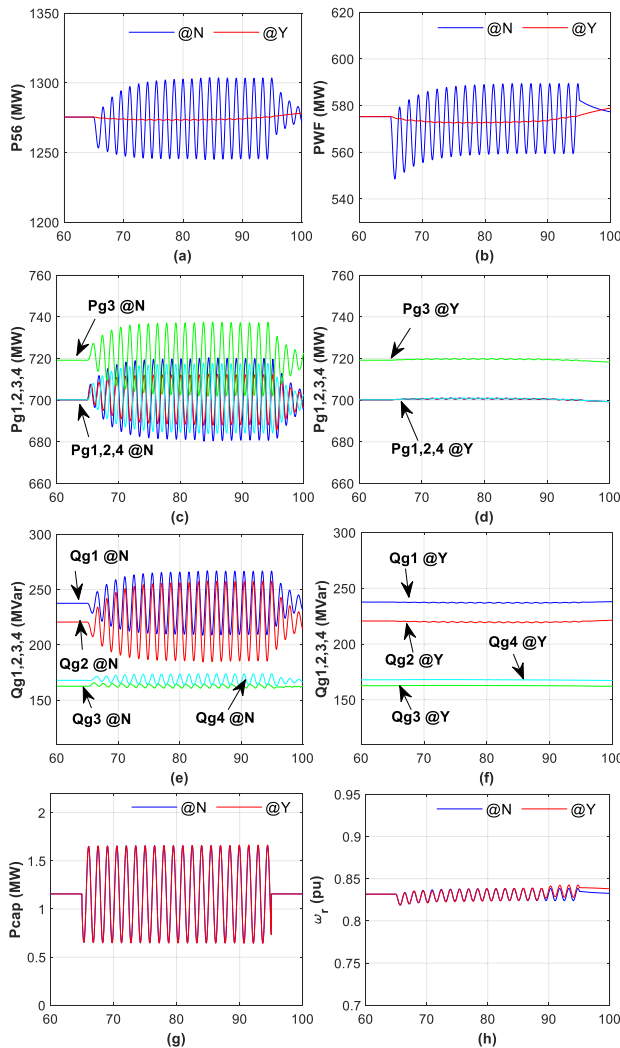 1350
1300
1250
1200
P56 (MW)
@N @Y
60 70 80 90 100
(a)
620
600
580
560
540
PWF (MW)
@N @Y
60 70 80 90 100
(b)
760
740
720
700
680
660
Pg1,2,3,4 (MW)
Pg3 @N
Pg1,2,4 @N
60 70 80 90 100
(c)
760
740
720
700
680
660
Pg1,2,3,4 (MW)
Pg3 @Y
Pg1,2,4 @Y
60 70 80 90 100
(d)
300
250
200
150
Qg1,2,3,4 (MVar)
Qg1 @N
Qg2 @N
Qg3 @N
Qg4 @N
60 70 80 90 100
(e)
300
250
200
150
Qg1,2,3,4 (MVar)
Qg1 @Y
Qg4 @Y
Qg2 @Y
Qg3 @Y
60 70 80 90 100
(f)
2
1.5
1
0.5
0
Pcap (MW)
@N @Y
60 70 80 90 100
(g)
0.95
0.9
0.85
0.8
0.75
0.7
ωr (pu)
@N @Y
60 70 80 90 100
(h)